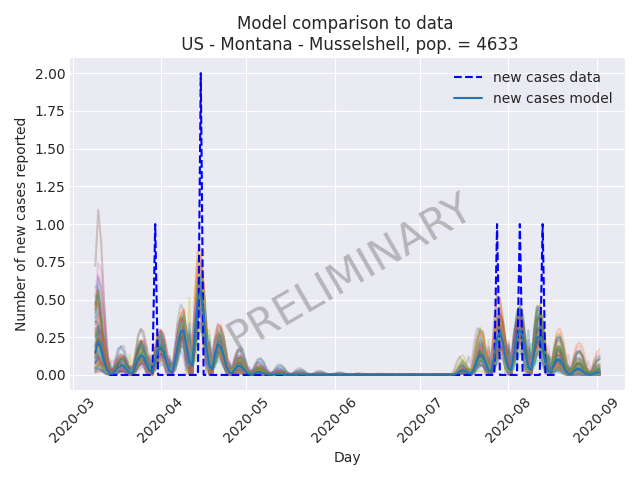 Model comparison to data
US - Montana - Musselshell, pop. = 4633
new cases data
new cases model
Number of new cases reported
2.00
1.75
1.50
1.25
1.00
0.75
0.50
0.25
0.00
PRELIMINARY
2020-03
2020-04
2020-05
2020-06
2020-07
2020-08
2020-09
Day